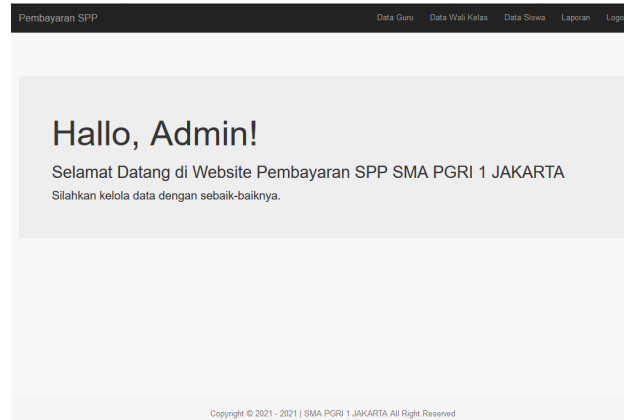 Pembayaran SPP Data Guru Data Wali Kelas Data Siswa Laporan
Hallo, Admin!
Selamat Datang di Website Pembayaran SPP SMA PGRI 1 JAKARTA
Silahkan kelola data dengan sebaik-baiknya.
Copyright © 2021 - 2021 | SMA PGRI 1 JAKARTA All Right Reserved